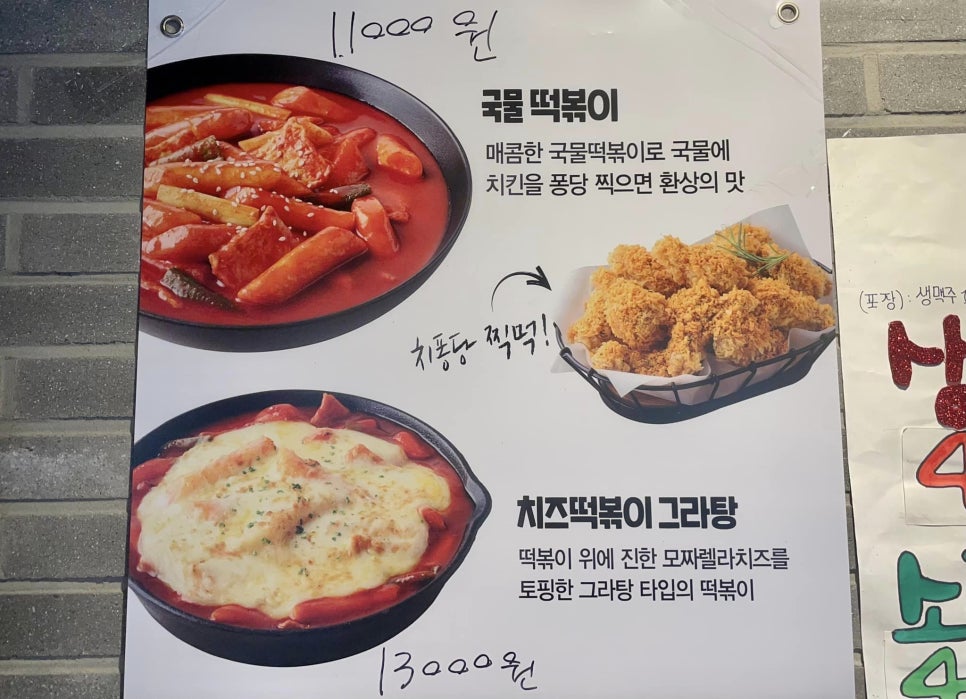 11000원
국물 떡볶이
매콤한 국물떡볶이로 국물에
치킨을 퐁당 찍으면 환상의 맛
치퐁당 찍먹!
치즈떡볶이 그라탕
떡볶이 위에 진한 모짜렐라치즈를
토핑한 그라탕 타입의 떡볶이
13000원
(포장) : 생맥주
생
4
소
4